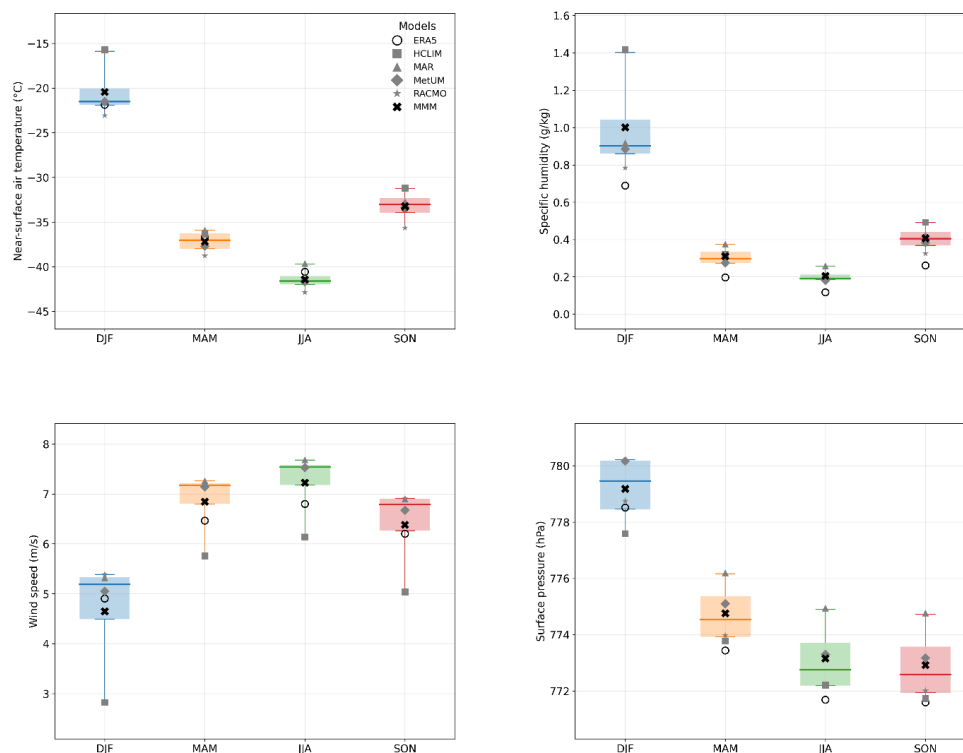 Near-surface air temperature (°C)
−15
−20
−25
−30
−35
−40
−45
DJF
MAM
JJA
SON
Models
ERA5
HCLIM
MAR
MetUM
RACMO
MMM
Specific humidity (g/kg)
1.6
1.4
1.2
1.0
0.8
0.6
0.4
0.2
0.0
DJF
MAM
JJA
SON
Wind speed (m/s)
8
7
6
5
4
3
DJF
MAM
JJA
SON
Surface pressure (hPa)
780
778
776
774
772
DJF
MAM
JJA
SON